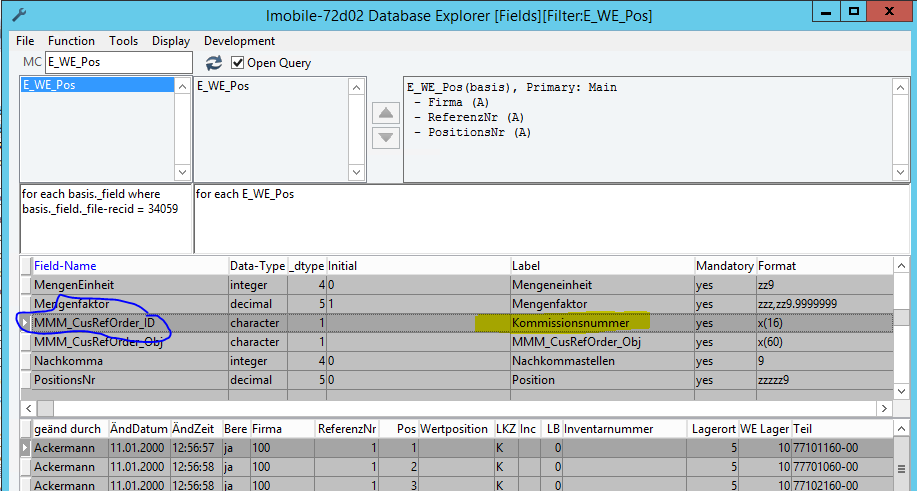 Imobile-72d02 Database Explorer [Fields][Filter:E_WE_Pos]
File Function Tools Display Development
MC E_WE_Pos Open Query
E_WE_Pos
E_WE_Pos
E_WE_Pos(basis), Primary: Main
- Firma (A)
- ReferenzNr (A)
- PositionsNr (A)
for each basis._field where
basis._field._file-recid = 34059
for each E_WE_Pos
Field-Name Data-Type _dtype Initial Label Mandatory Format
MengenEinheit integer 4 0 Mengeneinheit yes zz9
Mengenfaktor decimal 5 1 Mengenfaktor yes zzz,zz9.9999999
MMM_CusRefOrder_ID character 1 Kommissionsnummer yes x(16)
MMM_CusRefOrder_Obj character 1 MMM_CusRefOrder_Obj yes x(60)
Nachkomma integer 4 0 Nachkommastellen yes 9
PositionsNr decimal 5 0 Position yes zzzzz9
geänd durch ÄndDatum ÄndZeit Bere Firma ReferenzNr Pos Wertposition LKZ Inc LB Inventarnummer Lagerort WE Lager Teil
Ackermann 11.01.2000 12:56:57 ja 100 1 1 K 0 5 10 77101160-00
Ackermann 11.01.2000 12:56:58 ja 100 1 2 K 0 5 10 77701060-00
Ackermann 11.01.2000 12:56:58 ja 100 1 3 K 0 5 10 77102160-00